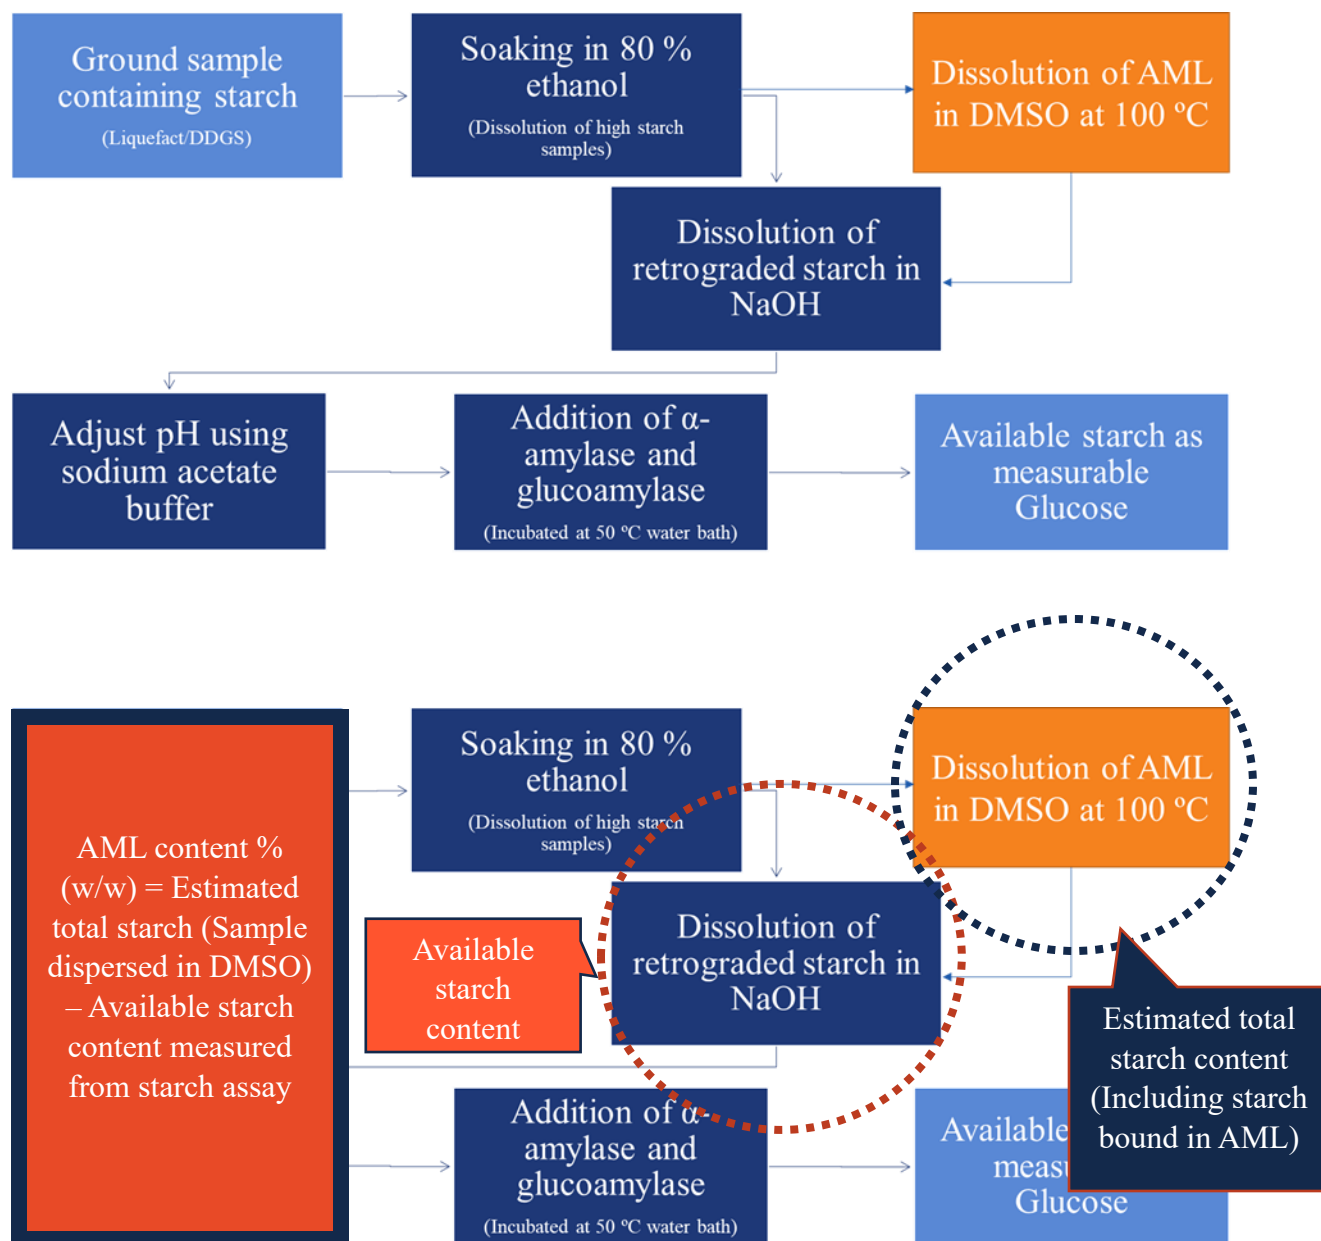 Ground sample
containing starch
(Liquefact/DDGS)
Soaking in 80 %
ethanol
(Dissolution of high starch
samples)
Dissolution of AML
in DMSO at 100 ºC
Dissolution of
retrograded starch in
NaOH
Adjust pH using
sodium acetate
buffer
Addition of α-
amylase and
glucoamylase
(Incubated at 50 ºC water bath)
Available starch as
measurable
Glucose
AML content %
(w/w) = Estimated
total starch (Sample
dispersed in DMSO)
– Available starch
content measured
from starch assay
Soaking in 80 %
ethanol
(Dissolution of high starch
samples)
Dissolution of AML
in DMSO at 100 ºC
Available
starch
content
Dissolution of
retrograded starch in
NaOH
Estimated total
starch content
(Including starch
bound in AML)
Addition of α-
amylase and
glucoamylase
(Incubated at 50 ºC water bath)
Available
Glucose